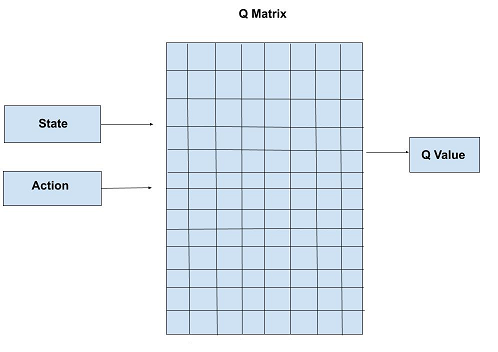 Q Matrix
State
Action
Q Value